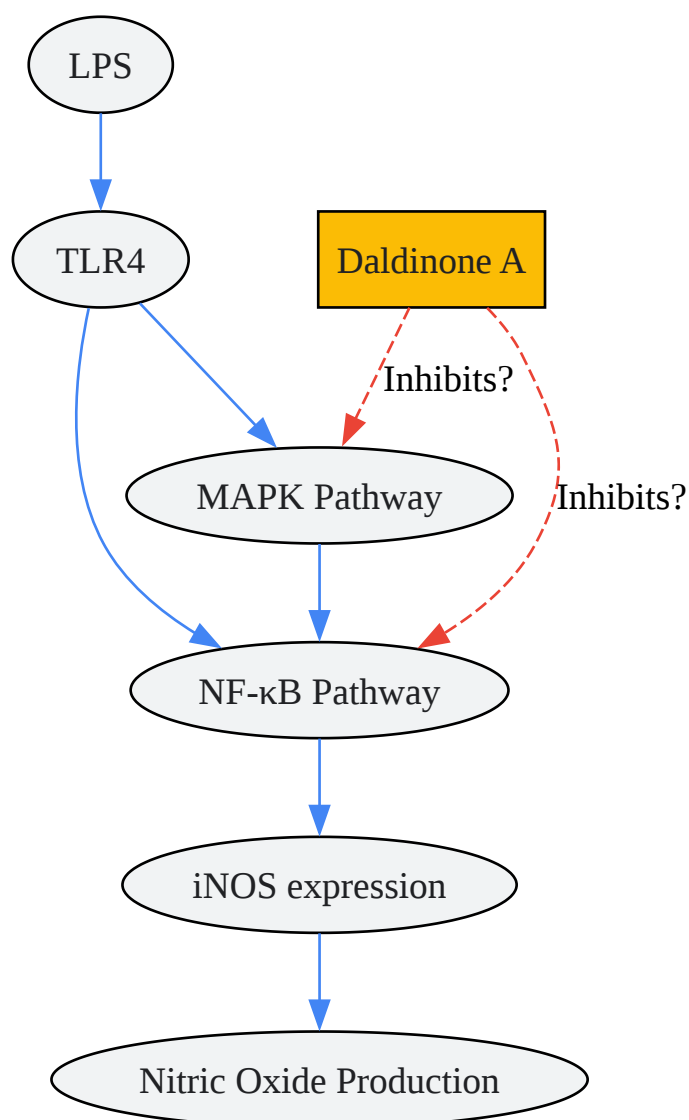 LPS
TLR4
Daldinone A
Inhibits?
MAPK Pathway
Inhibits?
NF-κB Pathway
iNOS expression
Nitric Oxide Production